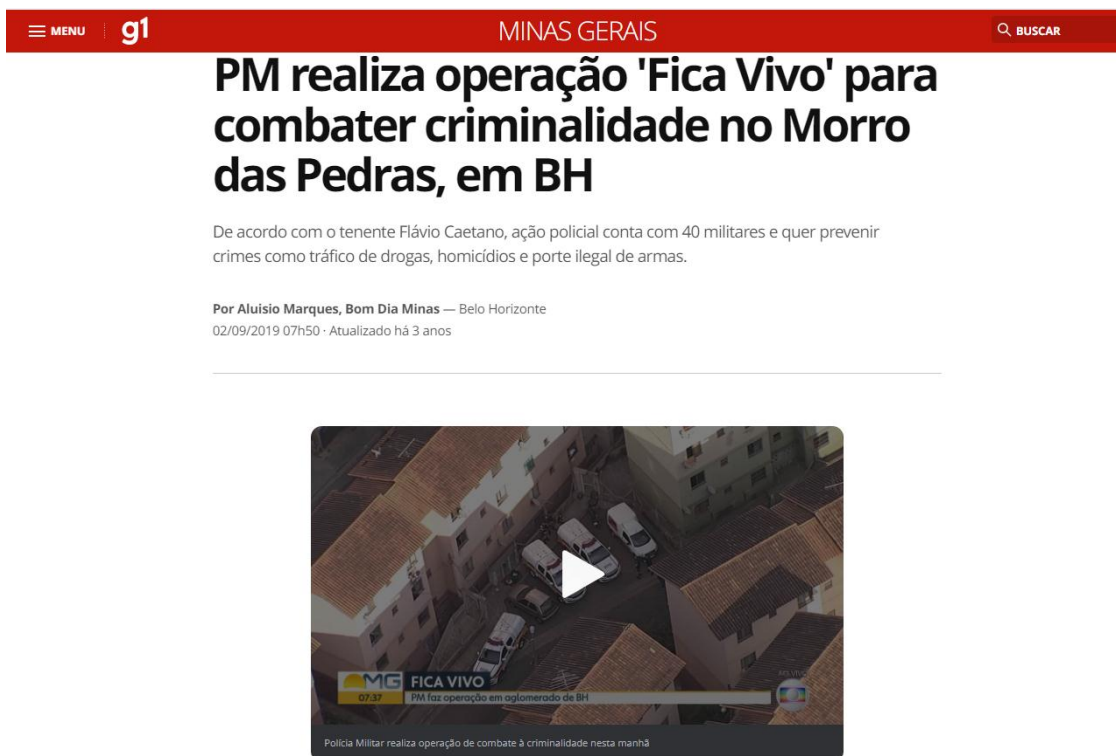 MENU
g1
MINAS GERAIS
BUSCAR
PM realiza operação 'Fica Vivo' para
combater criminalidade no Morro
das Pedras, em BH
De acordo com o tenente Flávio Caetano, ação policial conta com 40 militares e quer prevenir
crimes como tráfico de drogas, homicídios e porte ilegal de armas.
Por Aluisio Marques, Bom Dia Minas — Belo Horizonte
02/09/2019 07h50 · Atualizado há 3 anos
MG
FICA VIVO
07:37
PM faz operação em aglomerado de BH
Polícia Militar realiza operação de combate à criminalidade nesta manhã